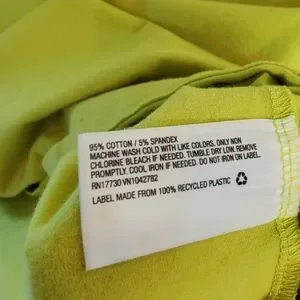 95% COTTON / 5% SPANDEX
MACHINE WASH COLD WITH LIKE COLORS. ONLY NON
CHLORINE BLEACH IF NEEDED. TUMBLE DRY LOW. REMOVE
PROMPTLY. COOL IRON IF NEEDED. DO NOT IRON ON LABEL.
RN17730 VN1042782
LABEL MADE FROM 100% RECYCLED PLASTIC